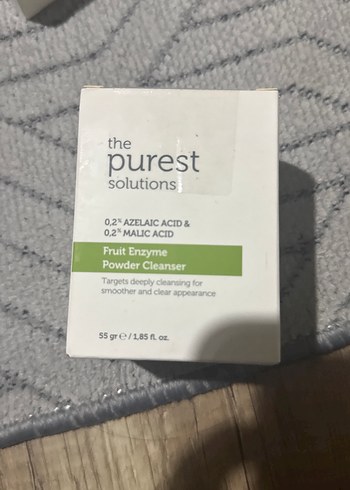 the
purest
solutions
0,2% AZELAIC ACID &
0,2% MALIC ACID
Fruit Enzyme
Powder Cleanser
Targets deeply cleansing for
smoother and clear appearance
55 gr ℮ / 1,85 fl. oz.